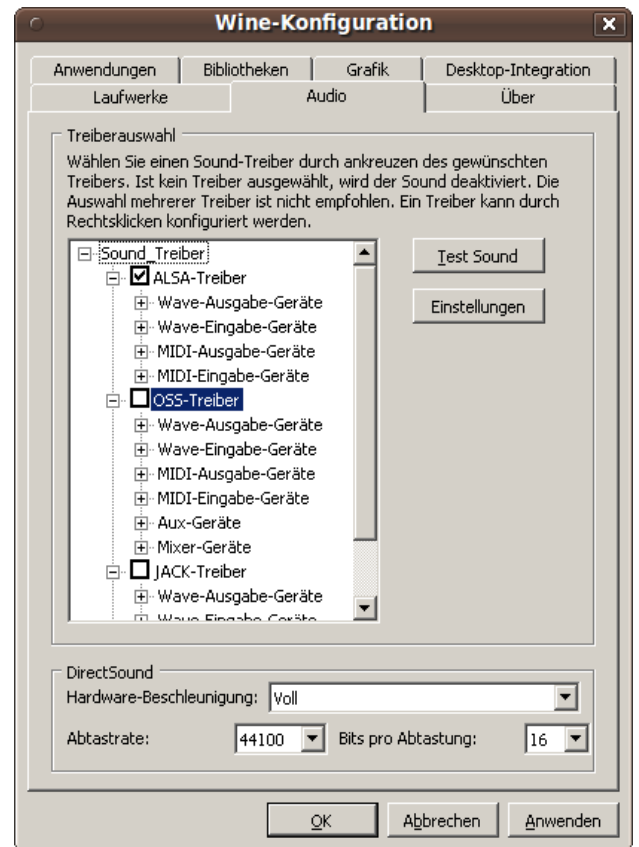 Wine-Konfiguration
Anwendungen Bibliotheken Grafik Desktop-Integration
Laufwerke Audio Über
Treiberauswahl
Wählen Sie einen Sound-Treiber durch ankreuzen des gewünschten
Treibers. Ist kein Treiber ausgewählt, wird der Sound deaktiviert. Die
Auswahl mehrerer Treiber ist nicht empfohlen. Ein Treiber kann durch
Rechtsklicken konfiguriert werden.
Sound_Treiber
ALSA-Treiber
Wave-Ausgabe-Geräte
Wave-Eingabe-Geräte
MIDI-Ausgabe-Geräte
MIDI-Eingabe-Geräte
OSS-Treiber
Wave-Ausgabe-Geräte
Wave-Eingabe-Geräte
MIDI-Ausgabe-Geräte
MIDI-Eingabe-Geräte
Aux-Geräte
Mixer-Geräte
JACK-Treiber
Wave-Ausgabe-Geräte
Wave-Eingabe-Geräte
Test Sound
Einstellungen
DirectSound
Hardware-Beschleunigung: Voll
Abtastrate: 44100 Bits pro Abtastung: 16
OK Abbrechen Anwenden